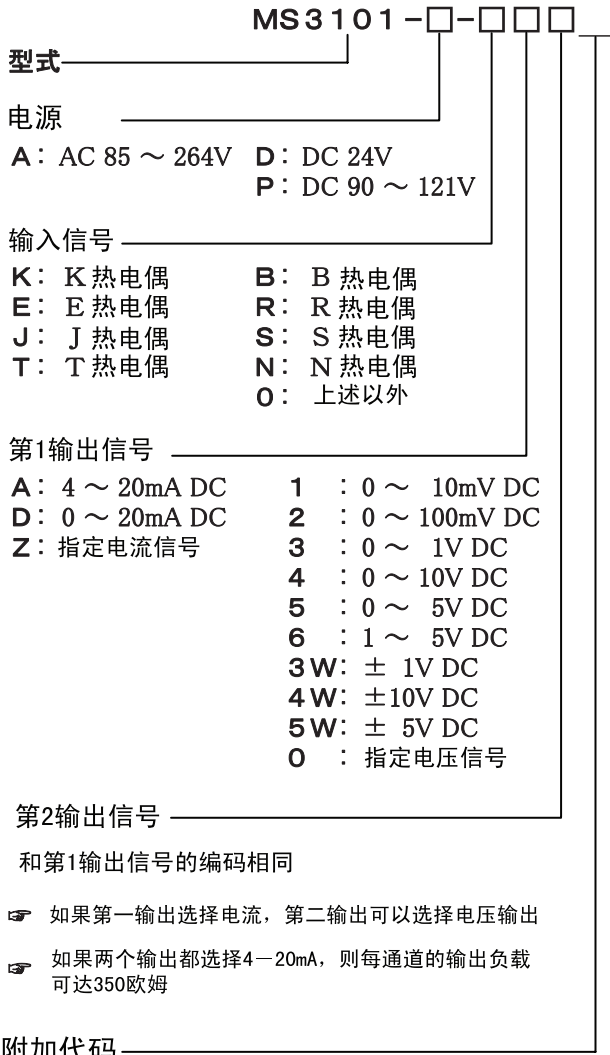 MS3101-□-□□□
型式
电源
A： AC 85 ～ 264V D： DC 24V
P： DC 90 ～ 121V
输入信号
K： K 热电偶 B： B 热电偶
E： E 热电偶 R： R 热电偶
J： J 热电偶 S： S 热电偶
T： T 热电偶 N： N 热电偶
0： 上述以外
第1输出信号
A： 4 ～ 20mA DC 1 ： 0 ～ 10mV DC
D： 0 ～ 20mA DC 2 ： 0 ～ 100mV DC
Z： 指定电流信号 3 ： 0 ～ 1V DC
4 ： 0 ～ 10V DC
5 ： 0 ～ 5V DC
6 ： 1 ～ 5V DC
3W： ± 1V DC
4W： ±10V DC
5W： ± 5V DC
0 ： 指定电压信号
第2输出信号
和第1输出信号的编码相同
☞ 如果第一输出选择电流，第二输出可以选择电压输出
☞ 如果两个输出都选择4－20mA，则每通道的输出负载
可达350欧姆
附加代码